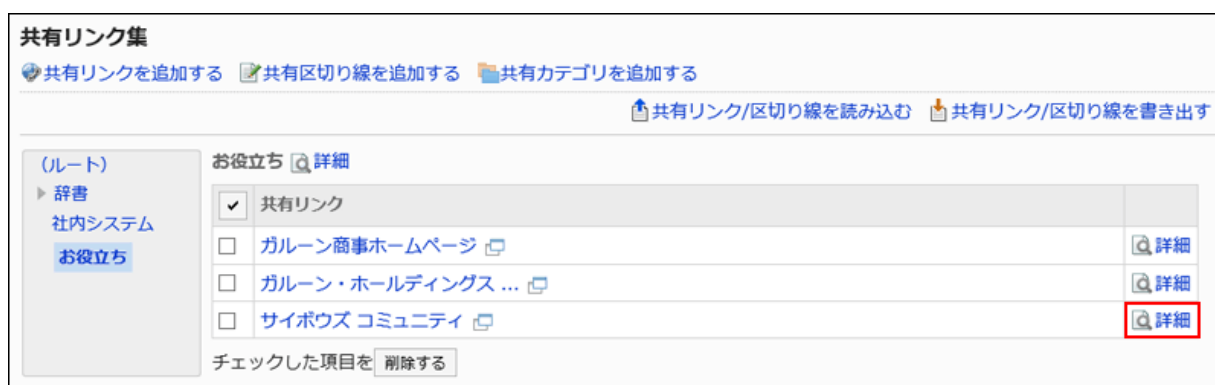 共有リンク集
共有リンクを追加する 共有区切り線を追加する 共有カテゴリを追加する
共有リンク/区切り線を読み込む 共有リンク/区切り線を書き出す
(ルート)
辞書
社内システム
お役立ち
お役立ち 詳細
共有リンク
ガルーン商事ホームページ 詳細
ガルーン・ホールディングス ... 詳細
サイボウズ コミュニティ 詳細
チェックした項目を 削除する